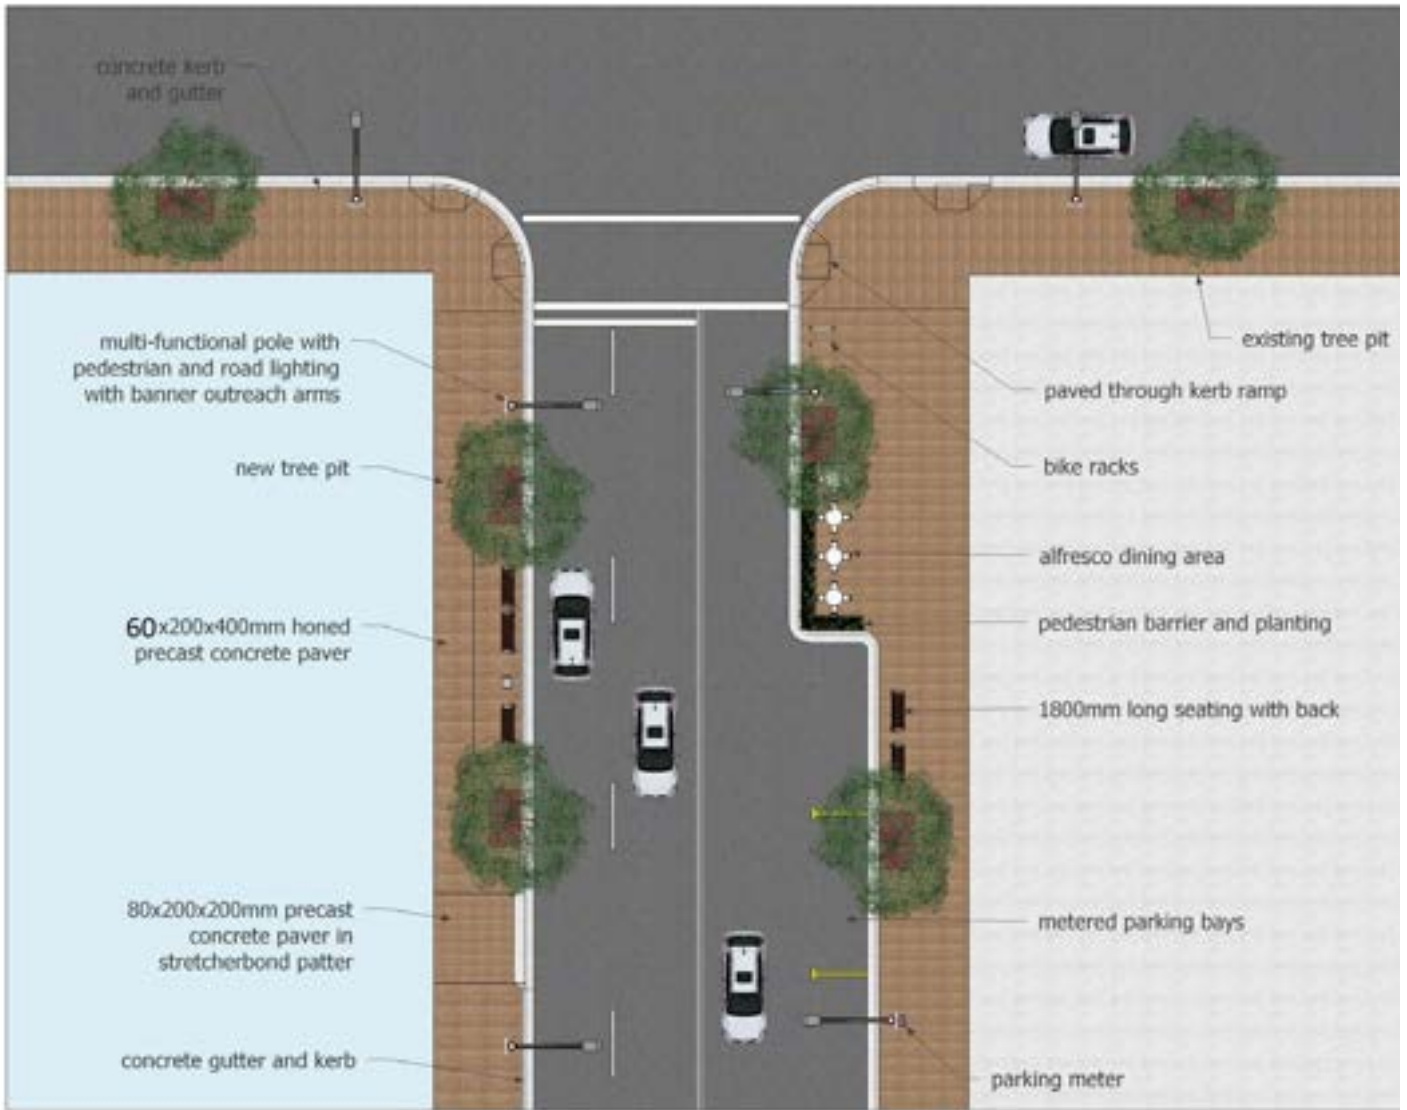 concrete kerb
and gutter
multi-functional pole with
pedestrian and road lighting
with banner outreach arms
new tree pit
60x200x400mm honed
precast concrete paver
80x200x200mm precast
concrete paver in
stretcherbond patter
concrete gutter and kerb
existing tree pit
paved through kerb ramp
bike racks
alfresco dining area
pedestrian barrier and planting
1800mm long seating with back
metered parking bays
parking meter